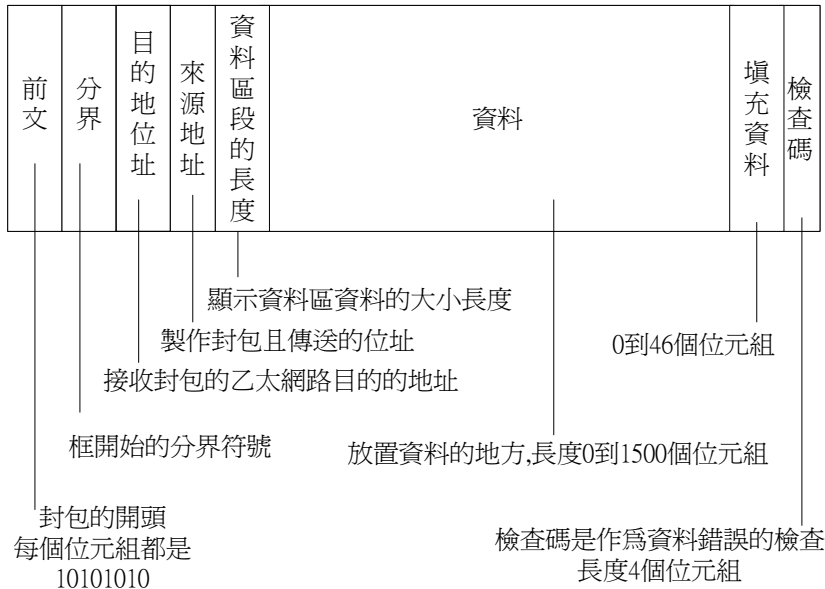 前文
分界
目的地位址
來源地址
資料區段的長度
資料
填充資料
檢查碼
顯示資料區資料的大小長度
製作封包且傳送的位址
0到46個位元組
接收封包的乙太網路目的的地址
框開始的分界符號
放置資料的地方,長度0到1500個位元組
封包的開頭
每個位元組都是
10101010
檢查碼是作爲資料錯誤的檢查
長度4個位元組